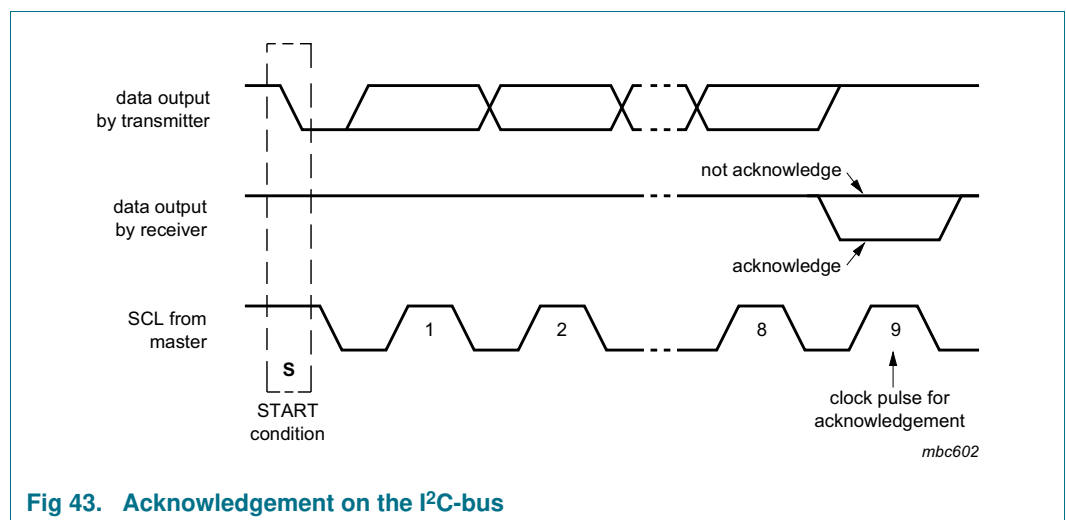 data output
by transmitter
not acknowledge
data output
by receiver
acknowledge
SCL from
master
1
2
8
9
S
START
condition
clock pulse for
acknowledgement
mbc602
Fig 43. Acknowledgement on the I²C-bus